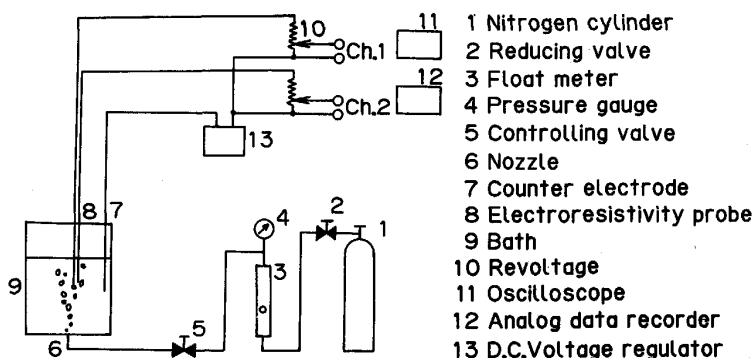 10
Ch.1
11
Ch.2
12
13
8 7
9
6
5
4
3
2
1
1 Nitrogen cylinder
2 Reducing valve
3 Float meter
4 Pressure gauge
5 Controlling valve
6 Nozzle
7 Counter electrode
8 Electroresistivity probe
9 Bath
10 Revoltage
11 Oscilloscope
12 Analog data recorder
13 D.C.Voltage regulator